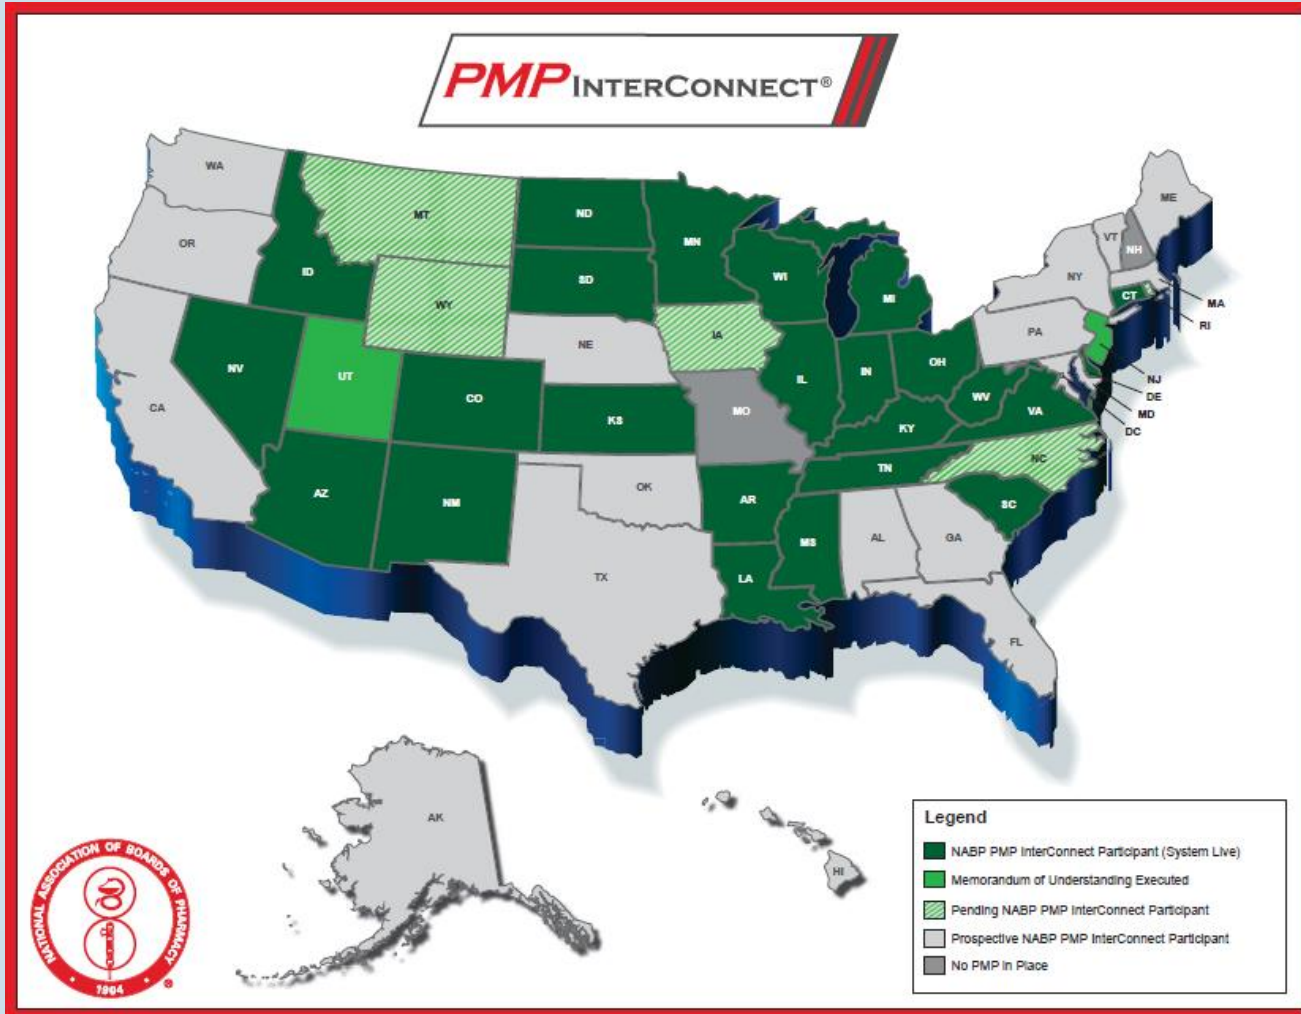 PMP INTERCONNECT®
WA
MT
ND
MN
ME
OR
ID
SD
WI
MI
VT
NH
NY
WY
MA
CT
RI
IA
PA
NE
NV
UT
CO
IL
IN
OH
NJ
DE
MD
DC
CA
KS
MO
WV
VA
KY
NC
AZ
NM
OK
AR
TN
SC
MS
AL
GA
TX
LA
FL
AK
HI
Legend
NABP PMP InterConnect Participant (System Live)
Memorandum of Understanding Executed
Pending NABP PMP InterConnect Participant
Prospective NABP PMP InterConnect Participant
No PMP In Place
NATIONAL ASSOCIATION OF BOARDS OF PHARMACY
1904
®